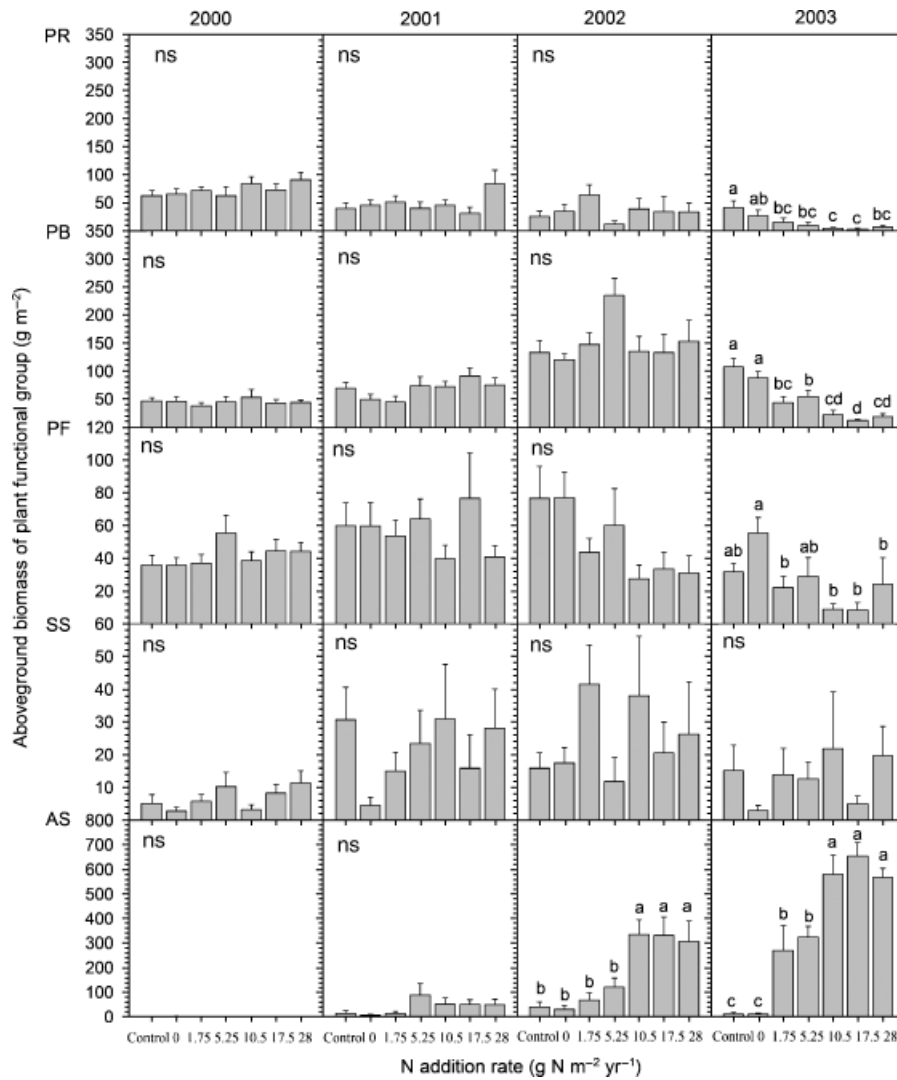 2000 2001 2002 2003
PR 350
300
250
200
150
100
50
ns ns ns
a ab bc bc c c bc
PB 350
300
250
200
150
100
50
ns ns ns
a a bc b cd d cd
PF 120
100
80
60
40
20
ns ns ns
ab a b ab b b b
SS 60
50
40
30
20
10
ns ns ns ns
AS 800
700
600
500
400
300
200
100
0
ns ns
b b b b a a a
c c b b a a a
Control 0 1.75 5.25 10.5 17.5 28 Control 0 1.75 5.25 10.5 17.5 28 Control 0 1.75 5.25 10.5 17.5 28 Control 0 1.75 5.25 10.5 17.5 28
N addition rate (g N m⁻² yr⁻¹)
Aboveground biomass of plant functional group (g m⁻²)